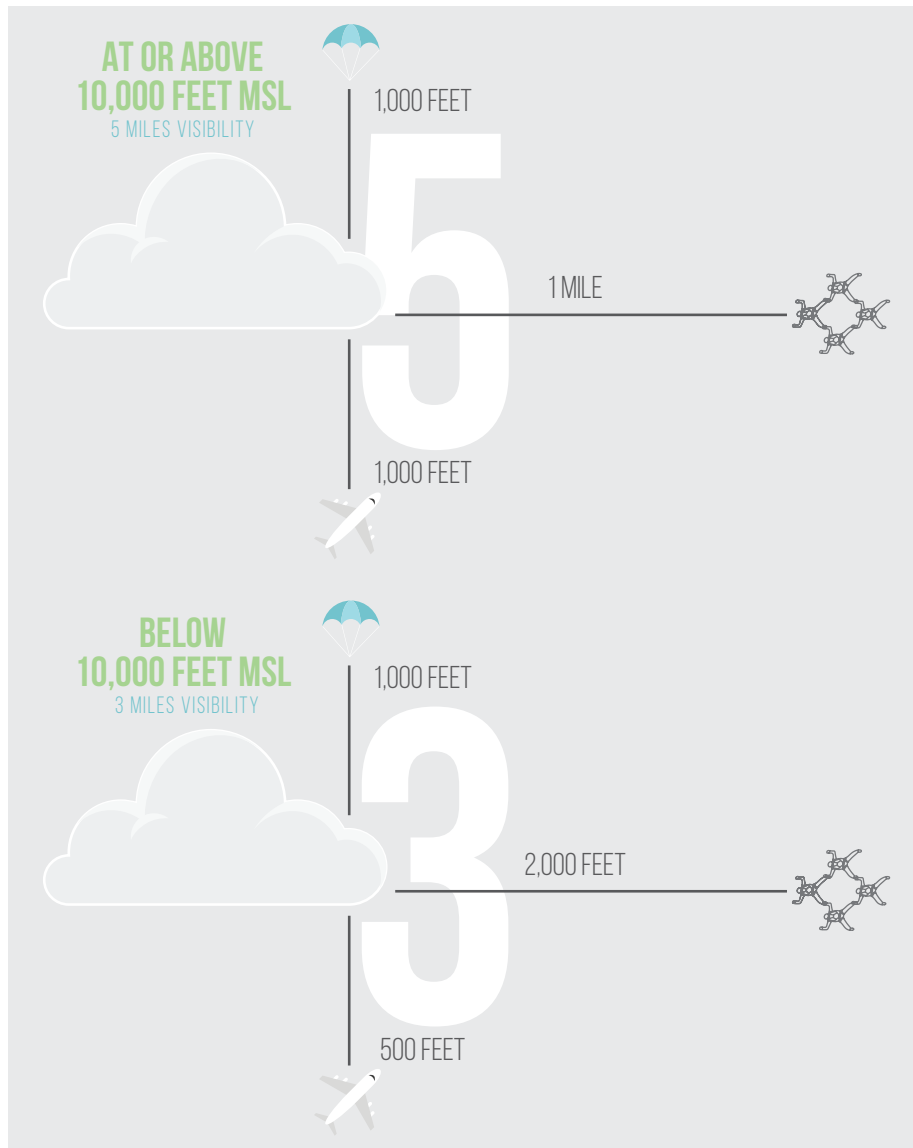 AT OR ABOVE
10,000 FEET MSL
5 MILES VISIBILITY
1,000 FEET
5
1 MILE
1,000 FEET
BELOW
10,000 FEET MSL
3 MILES VISIBILITY
1,000 FEET
3
2,000 FEET
500 FEET